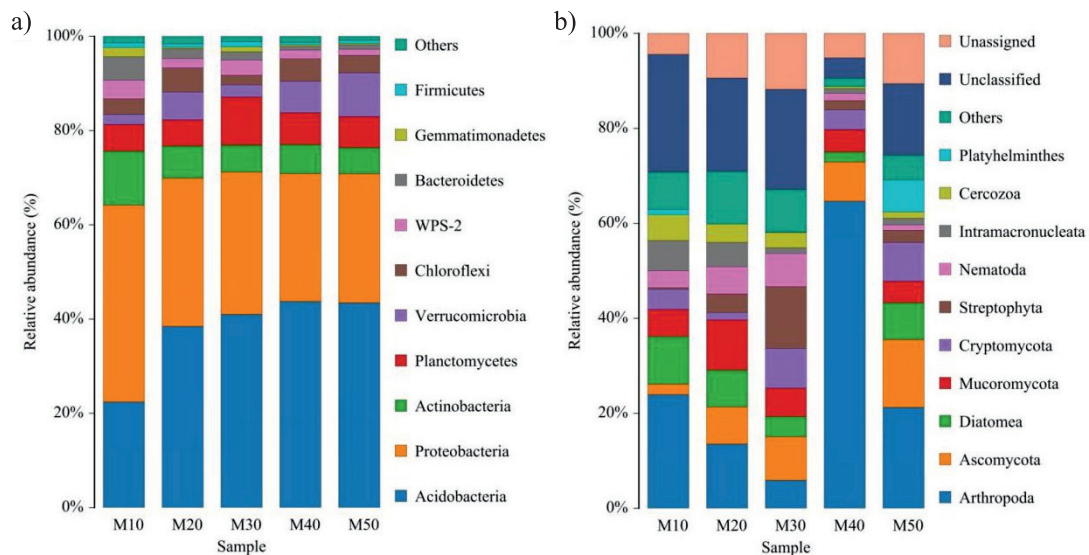 a)
Relative abundance (%)
100%
80%
60%
40%
20%
0%
M10 M20 M30 M40 M50
Sample
Others
Firmicutes
Gemmatimonadetes
Bacteroidetes
WPS-2
Chloroflexi
Verrucomicrobia
Planctomycetes
Actinobacteria
Proteobacteria
Acidobacteria
b)
Relative abundance (%)
100%
80%
60%
40%
20%
0%
M10 M20 M30 M40 M50
Sample
Unassigned
Unclassified
Others
Platyhelminthes
Cercozoa
Intramacronucleata
Nematoda
Streptophyta
Cryptomycota
Mucoromycota
Diatomea
Ascomycota
Arthropoda